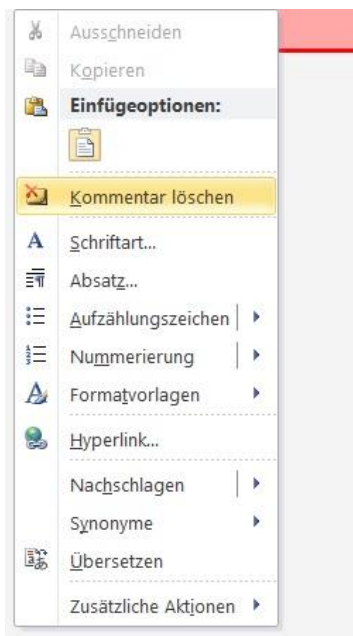 Ausschneiden
Kopieren
Einfügeoptionen:
Kommentar löschen
Schriftart...
Absatz...
Aufzählungszeichen
Nummerierung
Formatvorlagen
Hyperlink...
Nachschlagen
Synonyme
Übersetzen
Zusätzliche Aktionen